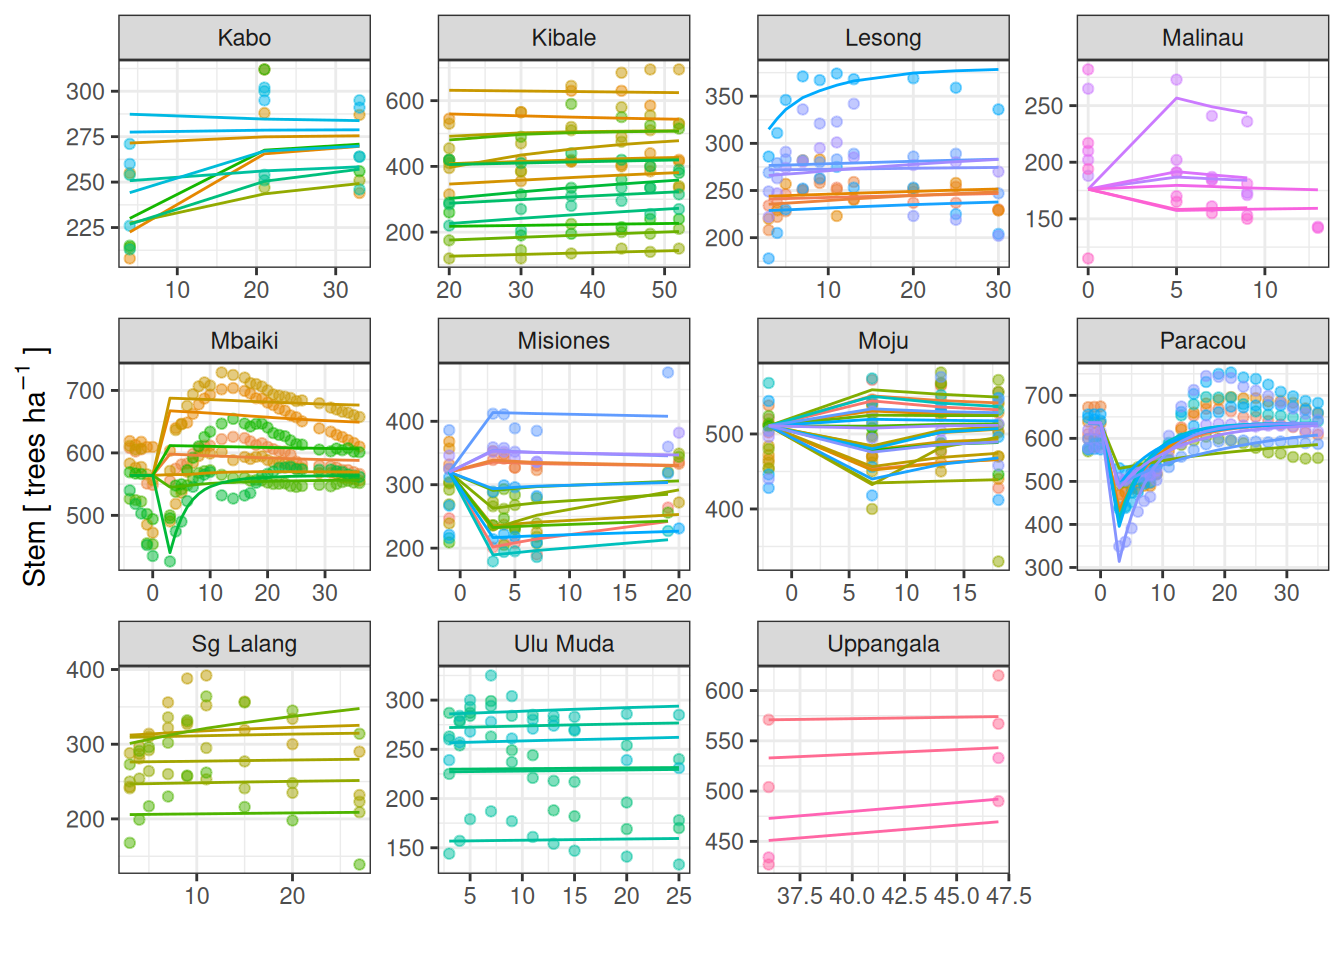 Kabo Kibale Lesong Malinau
300
275
250
225
10 20 30
600
400
200
20 30 40 50
350
300
250
200
10 20 30
250
200
150
0 5 10
Stem [ trees ha⁻¹ ]
Mbaiki Misiones Moju Paracou
700
600
500
0 10 20 30
400
300
200
0 5 10 15 20
500
400
0 5 10 15
700
600
500
400
300
0 10 20 30
Sg Lalang Ulu Muda Uppangala
400
300
200
10 20
300
250
200
150
5 10 15 20 25
600
550
500
450
37.5 40.0 42.5 45.0 47.5